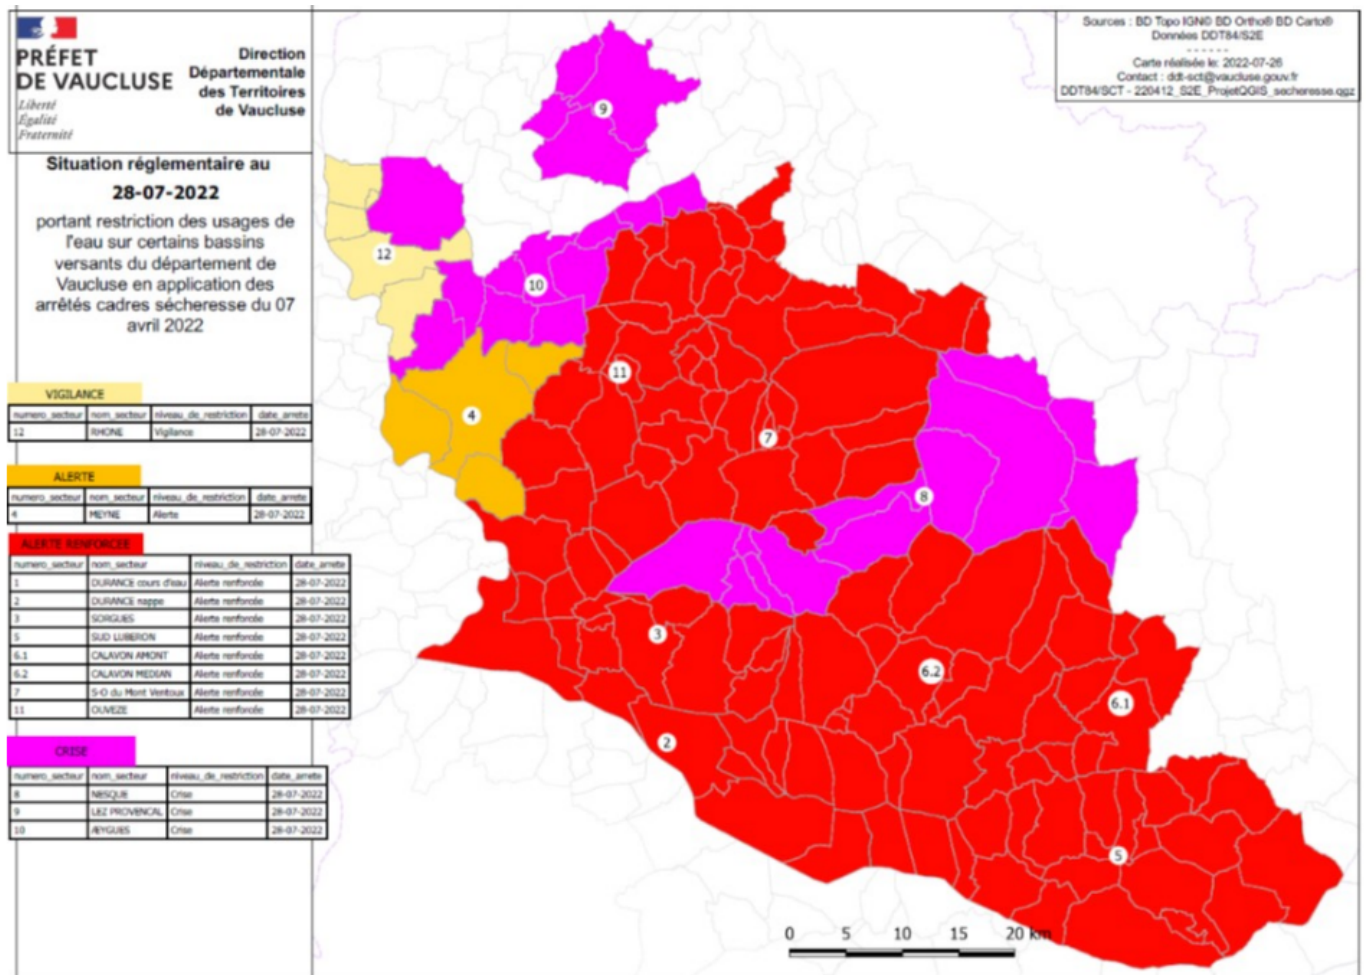 PRÉFET
DE VAUCLUSE
Liberté
Égalité
Fraternité
Direction
Départementale
des Territoires
de Vaucluse
Situation réglementaire au
28-07-2022
portant restriction des usages de
l'eau sur certains bassins
versants du département de
Vaucluse en application des
arrêtés cadres sécheresse du 07
avril 2022
VIGILANCE
numero_secteur nom_secteur niveau_de_restriction date_arrete
12 RHONE Vigilance 28-07-2022
ALERTE
numero_secteur nom_secteur niveau_de_restriction date_arrete
4 MEYNE Alerte 28-07-2022
ALERTE RENFORCEE
numero_secteur nom_secteur niveau_de_restriction date_arrete
1 DURANCE cours d'eau Alerte renforcée 28-07-2022
2 DURANCE nappe Alerte renforcée 28-07-2022
3 SORGUES Alerte renforcée 28-07-2022
5 SUD LUBERON Alerte renforcée 28-07-2022
6.1 CALAVON AMONT Alerte renforcée 28-07-2022
6.2 CALAVON MEDIAN Alerte renforcée 28-07-2022
7 S-O du Mont Ventoux Alerte renforcée 28-07-2022
11 OUVEZE Alerte renforcée 28-07-2022
CRISE
numero_secteur nom_secteur niveau_de_restriction date_arrete
8 NESQUE Crise 28-07-2022
9 LEZ PROVENCAL Crise 28-07-2022
10 ÆYGUES Crise 28-07-2022
Sources : BD Topo IGN© BD Ortho® BD Carto®
Données DDT84/S2E
- - - - - -
Carte réalisée le: 2022-07-26
Contact : ddt-sct@vaucluse.gouv.fr
DDT84/SCT - 220412_S2E_ProjetQGIS_secheresse.qgz
9
12
10
11
4
7
8
3
6.2
6.1
2
5
0 5 10 15 20 km